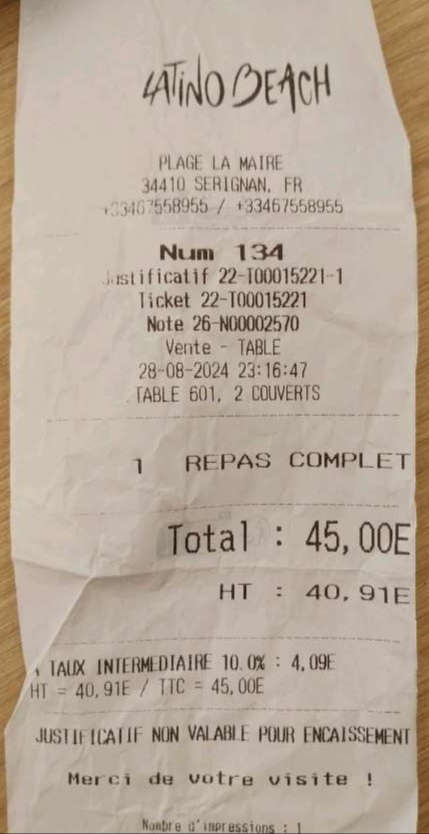 LATINO BEACH
PLAGE LA MAIRE
34410 SERIGNAN, FR
+33467558955 / +33467558955
Num 134
Justificatif 22-T00015221-1
Ticket 22-T00015221
Note 26-N00002570
Vente - TABLE
28-08-2024 23:16:47
TABLE 601, 2 COUVERTS
1 REPAS COMPLET
Total : 45,00E
HT : 40,91E
TAUX INTERMEDIAIRE 10.0% : 4,09E
HT = 40,91E / TTC = 45,00E
JUSTIFICATIF NON VALABLE POUR ENCAISSEMENT
Merci de votre visite !
Nombre d'impressions : 1